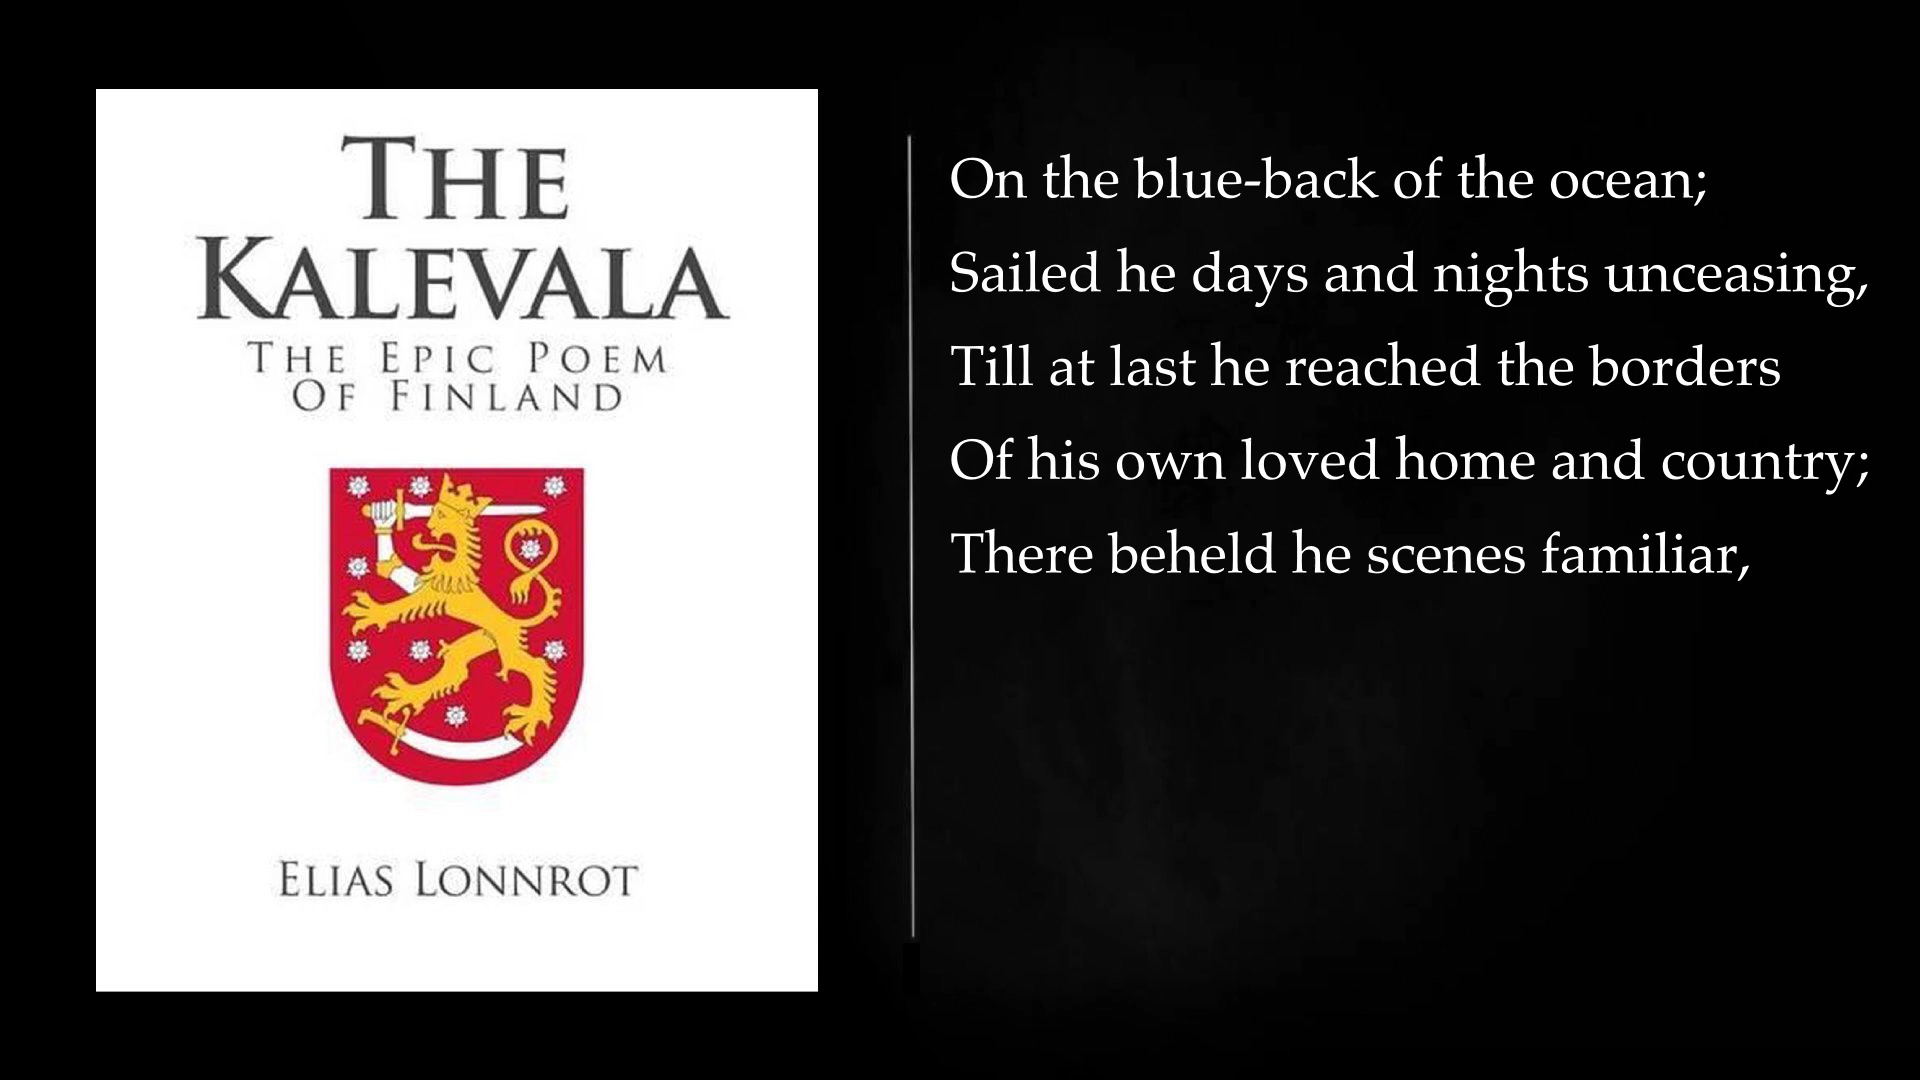 THE
KALEVALA
THE EPIC POEM
OF FINLAND
ELIAS LONNROT
On the blue-back of the ocean;
Sailed he days and nights unceasing,
Till at last he reached the borders
Of his own loved home and country;
There beheld he scenes familiar,